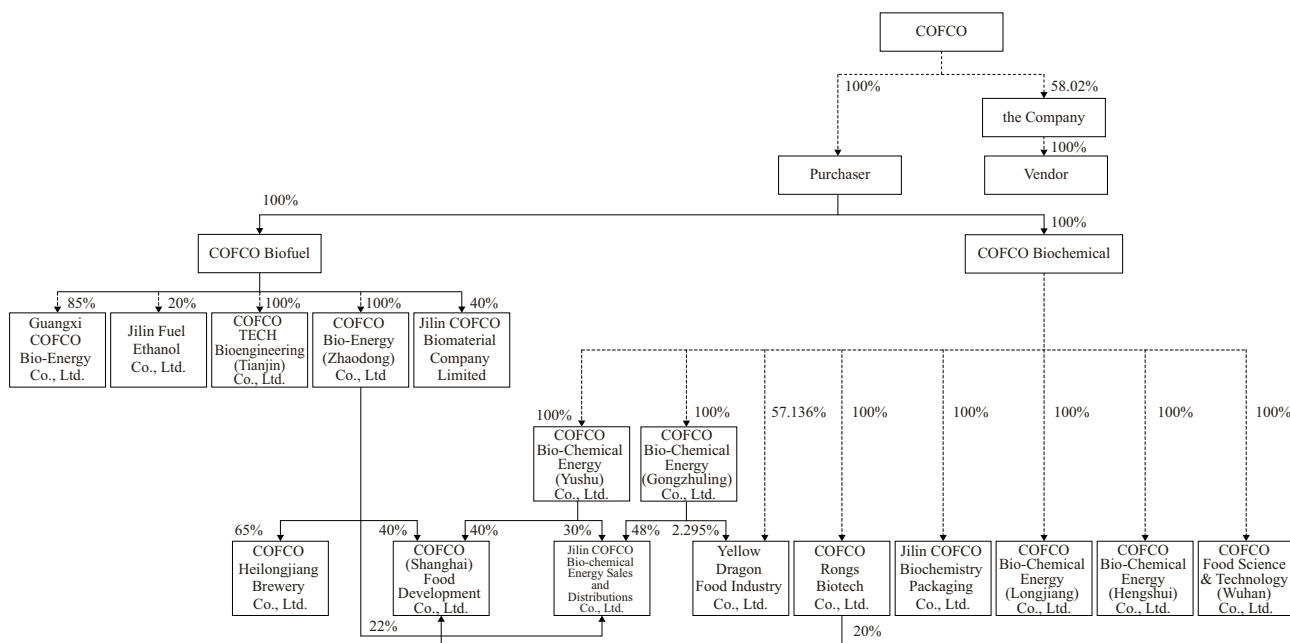 COFCO
100%
58.02%
the Company
100%
Purchaser
Vendor
100%
100%
COFCO Biofuel
COFCO Biochemical
85%
20%
100%
100%
40%
Guangxi
COFCO
Bio-Energy
Co., Ltd.
Jilin Fuel
Ethanol
Co., Ltd.
COFCO
TECH
Bioengineering
(Tianjin)
Co., Ltd.
COFCO
Bio-Energy
(Zhaodong)
Co., Ltd
Jilin COFCO
Biomaterial
Company
Limited
100%
100%
57.136%
100%
100%
100%
100%
100%
COFCO
Bio-Chemical
Energy
(Yushu)
Co., Ltd.
COFCO
Bio-Chemical
Energy
(Gongzhuling)
Co., Ltd.
65%
40%
40%
30%
48%
2.295%
COFCO
Heilongjiang
Brewery
Co., Ltd.
COFCO
(Shanghai)
Food
Development
Co., Ltd.
Jilin COFCO
Bio-chemical
Energy Sales
and
Distributions
Co., Ltd.
Yellow
Dragon
Food Industry
Co., Ltd.
COFCO
Rongs
Biotech
Co., Ltd.
Jilin COFCO
Biochemistry
Packaging
Co., Ltd.
COFCO
Bio-Chemical
Energy
(Longjiang)
Co., Ltd.
COFCO
Bio-Chemical
Energy
(Hengshui)
Co., Ltd.
COFCO
Food Science
& Technology
(Wuhan)
Co., Ltd.
22%
20%